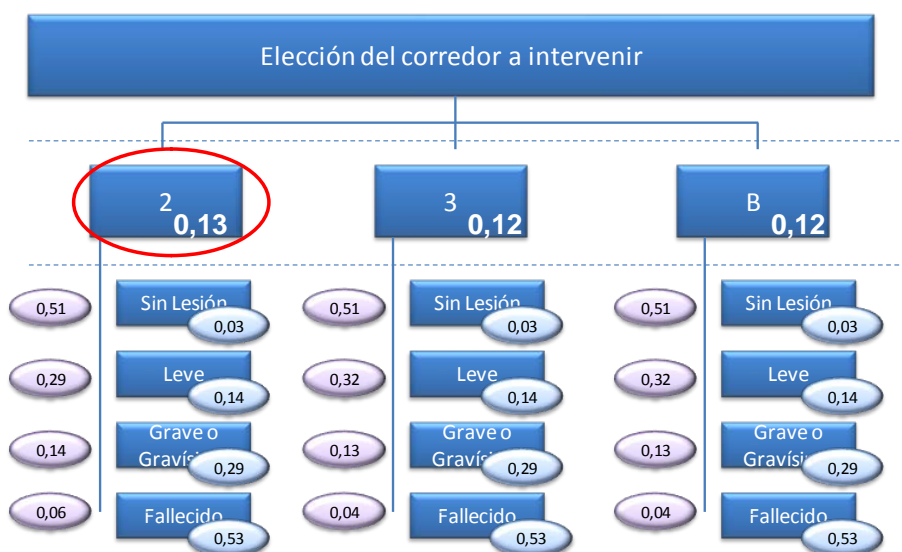 Elección del corredor a intervenir
2
0,13
3
0,12
B
0,12
0,51
Sin Lesión
0,03
0,51
Sin Lesión
0,03
0,51
Sin Lesión
0,03
0,29
Leve
0,14
0,32
Leve
0,14
0,32
Leve
0,14
0,14
Grave o
0,29
0,13
Grave o
0,29
0,13
Grave o
0,29
0,06
Fallecido
0,53
0,04
Fallecido
0,53
0,04
Fallecido
0,53